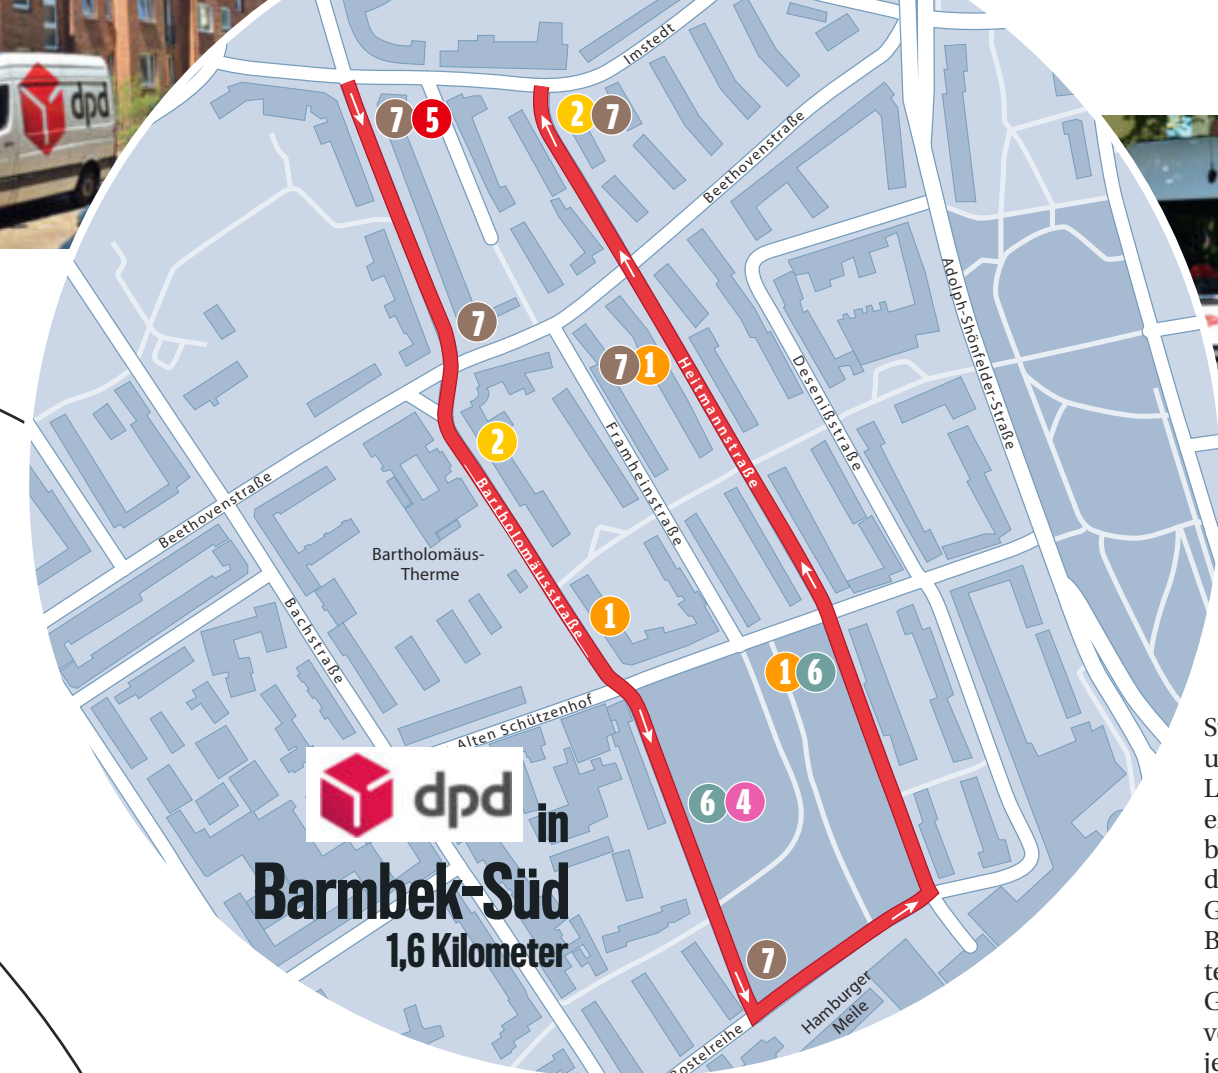 dpd
Imstedt
7 5
2 7
Beethovenstraße
Adolph-Shönfelder-Straße
7
7 1
Heitmannstraße
Desenißstraße
2
Framheinstraße
Bartholomäusstraße
Beethovenstraße
Bartholomäus-
Therme
1
Bachstraße
1 6
Alten Schützenhof
dpd in
Barmbek-Süd
1,6 Kilometer
6 4
7
Hamburger
Meile